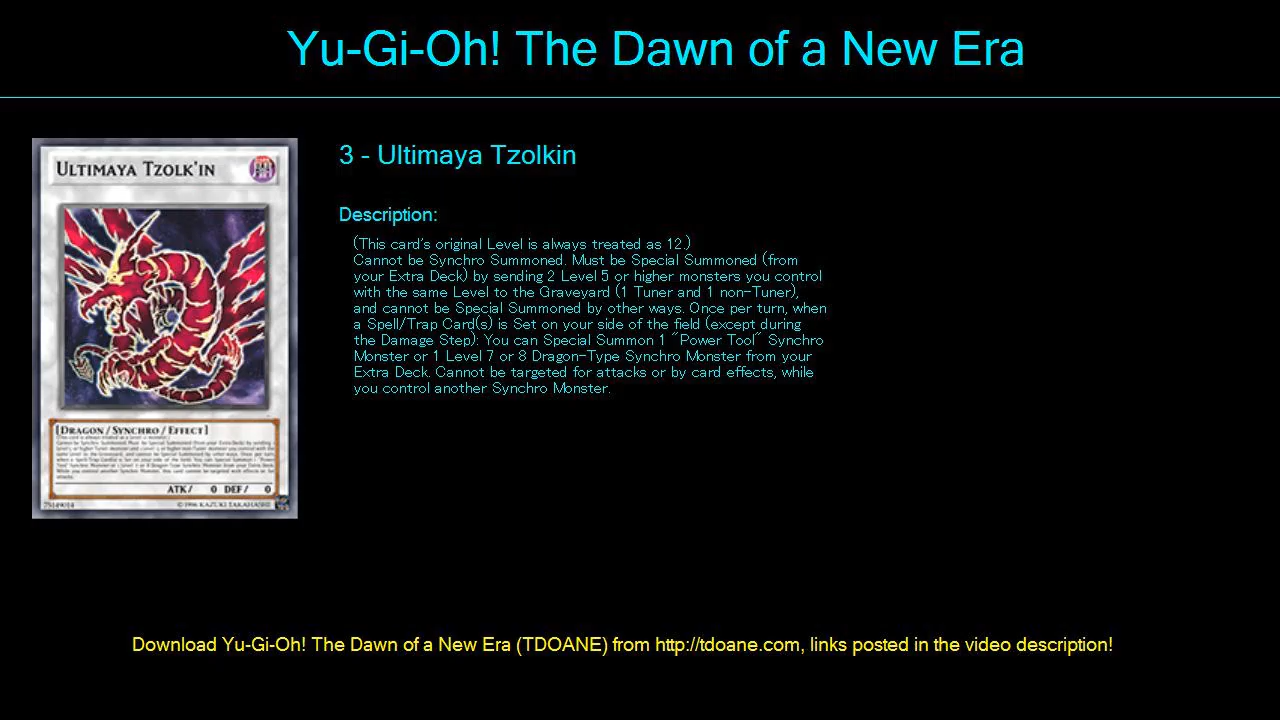 Yu-Gi-Oh! The Dawn of a New Era
ULTIMAYA TZOLK'IN
3 - Ultimaya Tzolkin
Description:
(This card's original Level is always treated as 12.)
Cannot be Synchro Summoned. Must be Special Summoned (from
your Extra Deck) by sending 2 Level 5 or higher monsters you control
with the same Level to the Graveyard (1 Tuner and 1 non-Tuner),
and cannot be Special Summoned by other ways. Once per turn, when
a Spell/Trap Card(s) is Set on your side of the field (except during
the Damage Step): You can Special Summon 1 "Power Tool" Synchro
Monster or 1 Level 7 or 8 Dragon-Type Synchro Monster from your
Extra Deck. Cannot be targeted for attacks or by card effects, while
you control another Synchro Monster.
[DRAGON / SYNCHRO / EFFECT]
ATK/ 0 DEF/ 0
©1996 KAZUKI TAKAHASHI
Download Yu-Gi-Oh! The Dawn of a New Era (TDOANE) from http://tdoane.com, links posted in the video description!